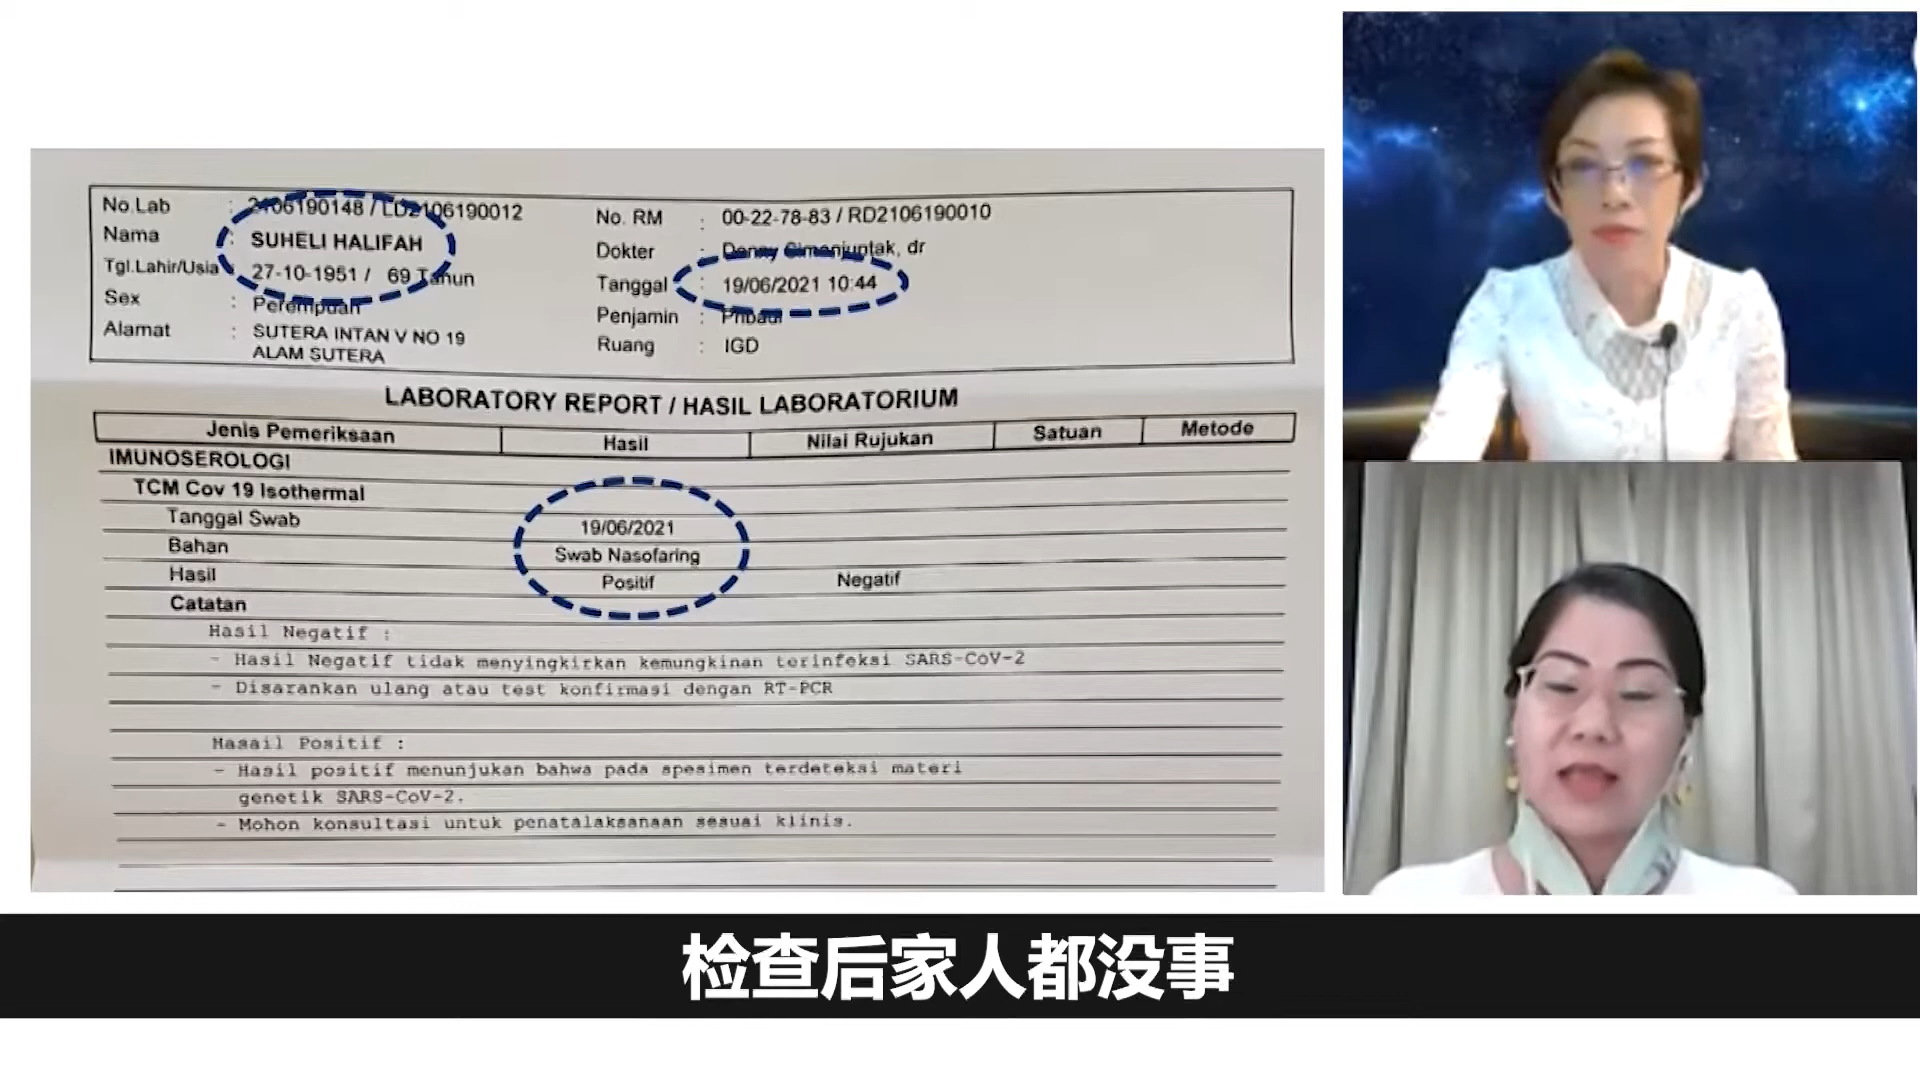 No.Lab : 2106190148 / LD2106190012
Nama : SUHELI HALIFAH
Tgl.Lahir/Usia : 27-10-1951 / 69 Tahun
Sex : Perempuan
Alamat : SUTERA INTAN V NO 19
ALAM SUTERA
No. RM : 00-22-78-83 / RD2106190010
Dokter : Denny Simanjuntak, dr
Tanggal : 19/06/2021 10:44
Penjamin : Pribadi
Ruang : IGD
LABORATORY REPORT / HASIL LABORATORIUM
Jenis Pemeriksaan Hasil Nilai Rujukan Satuan Metode
IMUNOSEROLOGI
TCM Cov 19 Isothermal
Tanggal Swab 19/06/2021
Bahan Swab Nasofaring
Hasil Positif Negatif
Catatan
Hasil Negatif :
- Hasil Negatif tidak menyingkirkan kemungkinan terinfeksi SARS-CoV-2
- Disarankan ulang atau test konfirmasi dengan RT-PCR
Hasail Positif :
- Hasil positif menunjukan bahwa pada spesimen terdeteksi materi
genetik SARS-CoV-2.
- Mohon konsultasi untuk penatalaksanaan sesuai klinis.
检查后家人都没事